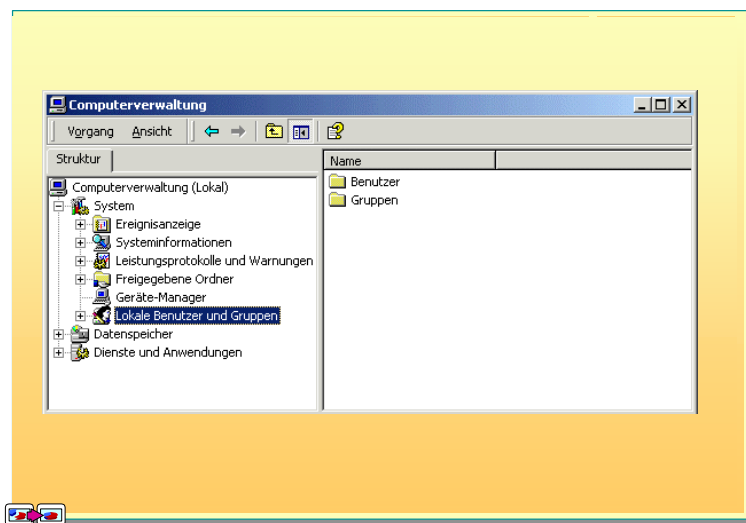 Computerverwaltung
Vorgang Ansicht
Struktur
Name
Computerverwaltung (Lokal)
Benutzer
System
Gruppen
Ereignisanzeige
Systeminformationen
Leistungsprotokolle und Warnungen
Freigegebene Ordner
Geräte-Manager
Lokale Benutzer und Gruppen
Datenspeicher
Dienste und Anwendungen